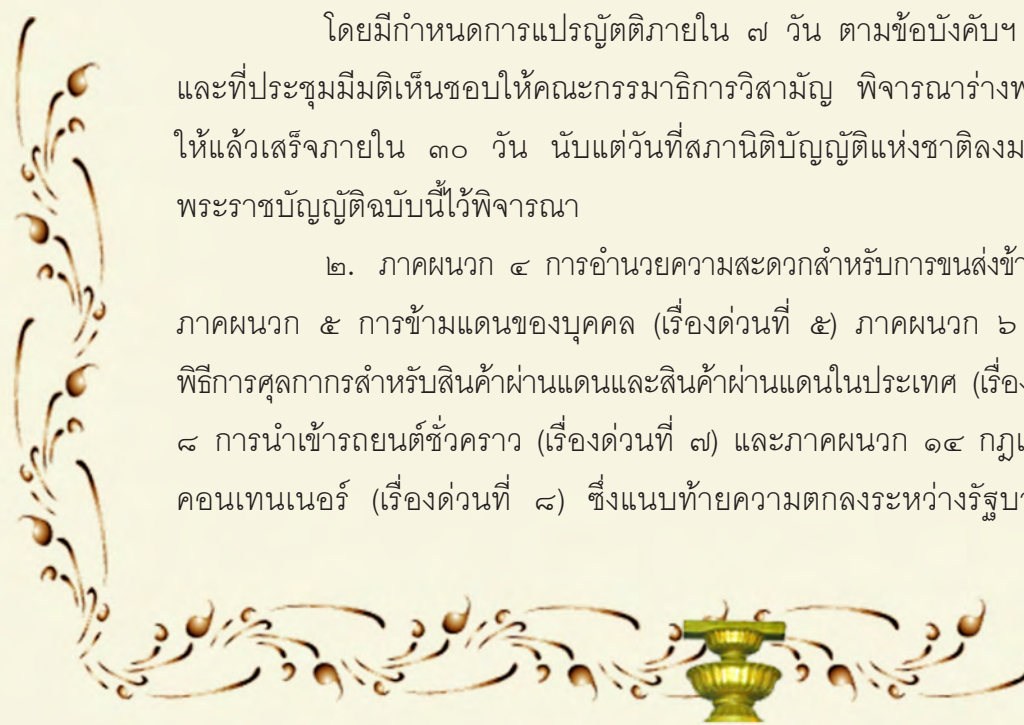 โดยมีกำหนดการแปรญัตติภายใน ๗ วัน ตามข้อบังคับฯ
และที่ประชุมมีมติเห็นชอบให้คณะกรรมาธิการวิสามัญ พิจารณาร่างพ
ให้แล้วเสร็จภายใน ๓๐ วัน นับแต่วันที่สภานิติบัญญัติแห่งชาติลงม
พระราชบัญญัติฉบับนี้ไว้พิจารณา
๒. ภาคผนวก ๔ การอำนวยความสะดวกสำหรับการขนส่งข้า
ภาคผนวก ๕ การข้ามแดนของบุคคล (เรื่องด่วนที่ ๕) ภาคผนวก ๖
พิธีการศุลกากรสำหรับสินค้าผ่านแดนและสินค้าผ่านแดนในประเทศ (เรื่อง
๘ การนำเข้ารถยนต์ชั่วคราว (เรื่องด่วนที่ ๗) และภาคผนวก ๑๔ กฎเ
คอนเทนเนอร์ (เรื่องด่วนที่ ๘) ซึ่งแนบท้ายความตกลงระหว่างรัฐบา